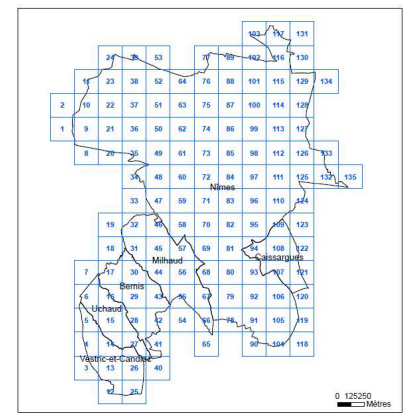 103 117 131
24 39 53 77 89 102 116 130
11 23 38 52 64 76 88 101 115 129 134
2 10 22 37 51 63 75 87 100 114 128
1 9 21 36 50 62 74 86 99 113 127
8 20 35 49 61 73 85 98 112 126 133
34 48 60 72 84 97 111 125 132 135
Nîmes
33 47 59 71 83 96 110 124
19 32 46 58 70 82 95 109 123
18 31 45 57 69 81 94 108 122
Milhaud Caissargues
7 17 30 44 56 68 80 93 107 121
Bernis
6 16 29 43 55 67 79 92 106 120
Uchaud
5 15 28 42 54 66 78 91 105 119
4 14 27 41 65 90 104 118
Vestric-et-Candiac
3 13 26 40
12 25
0 125250
Mètres